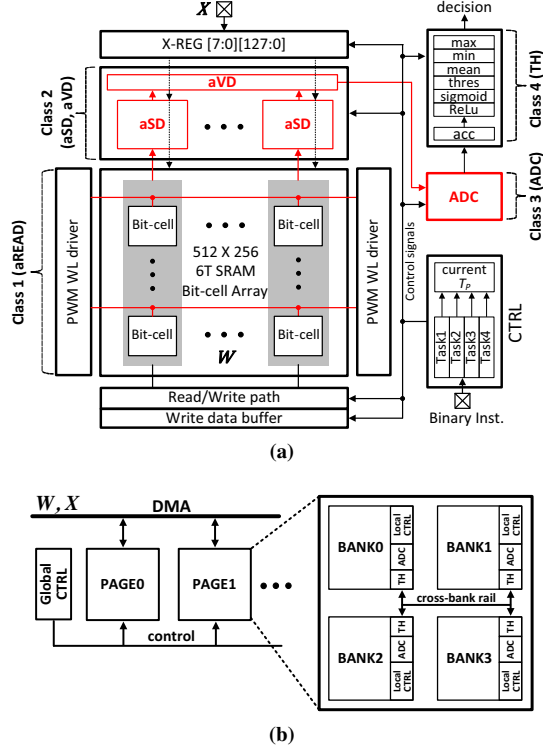 X
decision
X-REG [7:0][127:0]
Class 2
(aSD, aVD)
aVD
aSD
aSD
max
min
mean
thres
sigmoid
ReLu
acc
Class 4 (TH)
ADC
Class 3 (ADC)
Class 1 (aREAD)
PWM WL driver
Bit-cell
Bit-cell
512 X 256
6T SRAM
Bit-cell Array
Bit-cell
Bit-cell
W
PWM WL driver
Control signals
current
TP
Task1
Task2
Task3
Task4
CTRL
Binary Inst.
Read/Write path
Write data buffer
(a)
W, X
DMA
Global
CTRL
PAGE0
PAGE1
control
BANK0
Local
CTRL
ADC
TH
BANK1
Local
CTRL
ADC
TH
cross-bank rail
BANK2
TH
ADC
Local
CTRL
BANK3
TH
ADC
Local
CTRL
(b)